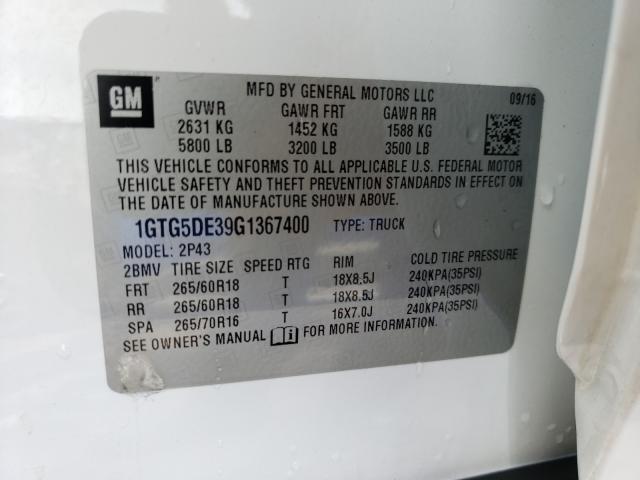 GM
MFD BY GENERAL MOTORS LLC 09/16
GVWR GAWR FRT GAWR RR
2631 KG 1452 KG 1588 KG
5800 LB 3200 LB 3500 LB
THIS VEHICLE CONFORMS TO ALL APPLICABLE U.S. FEDERAL MOTOR
VEHICLE SAFETY AND THEFT PREVENTION STANDARDS IN EFFECT ON
THE DATE OF MANUFACTURE SHOWN ABOVE.
1GTG5DE39G1367400 TYPE: TRUCK
MODEL: 2P43
2BMV TIRE SIZE SPEED RTG RIM COLD TIRE PRESSURE
FRT 265/60R18 T 18X8.5J 240KPA(35PSI)
RR 265/60R18 T 18X8.5J 240KPA(35PSI)
SPA 265/70R16 T 16X7.0J 240KPA(35PSI)
SEE OWNER'S MANUAL FOR MORE INFORMATION.